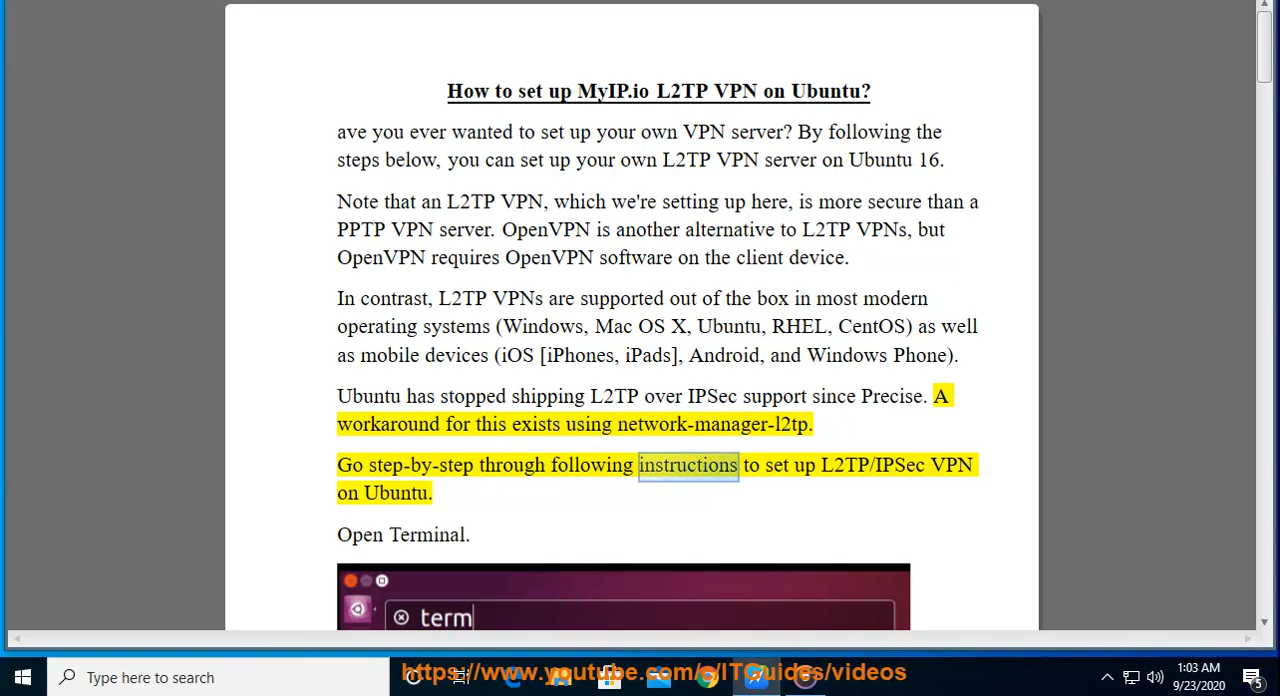 How to set up MyIP.io L2TP VPN on Ubuntu?
ave you ever wanted to set up your own VPN server? By following the
steps below, you can set up your own L2TP VPN server on Ubuntu 16.
Note that an L2TP VPN, which we're setting up here, is more secure than a
PPTP VPN server. OpenVPN is another alternative to L2TP VPNs, but
OpenVPN requires OpenVPN software on the client device.
In contrast, L2TP VPNs are supported out of the box in most modern
operating systems (Windows, Mac OS X, Ubuntu, RHEL, CentOS) as well
as mobile devices (iOS [iPhones, iPads], Android, and Windows Phone).
Ubuntu has stopped shipping L2TP over IPSec support since Precise. A
workaround for this exists using network-manager-l2tp.
Go step-by-step through following instructions to set up L2TP/IPSec VPN
on Ubuntu.
Open Terminal.
term
Type here to search
https://www.youtube.com/c/ITGuides/videos
1:03 AM
9/23/2020
5